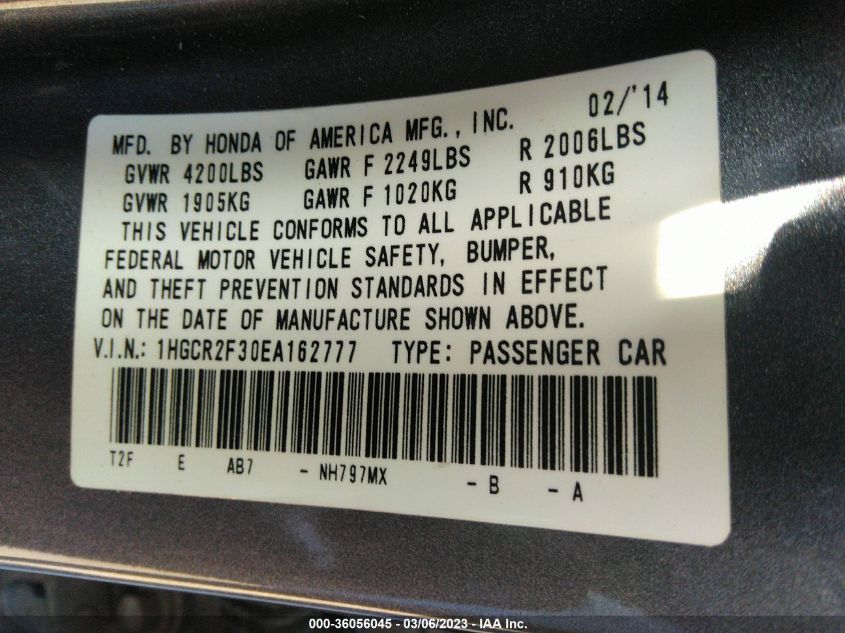 02/'14
MFD. BY HONDA OF AMERICA MFG., INC.
GVWR 4200LBS GAWR F 2249LBS R 2006LBS
GVWR 1905KG GAWR F 1020KG R 910KG
THIS VEHICLE CONFORMS TO ALL APPLICABLE
FEDERAL MOTOR VEHICLE SAFETY, BUMPER,
AND THEFT PREVENTION STANDARDS IN EFFECT
ON THE DATE OF MANUFACTURE SHOWN ABOVE.
V.I.N.: 1HGCR2F30EA162777 TYPE: PASSENGER CAR
T2F E AB7 - NH797MX - B - A
000-36056045 - 03/06/2023 - IAA Inc.